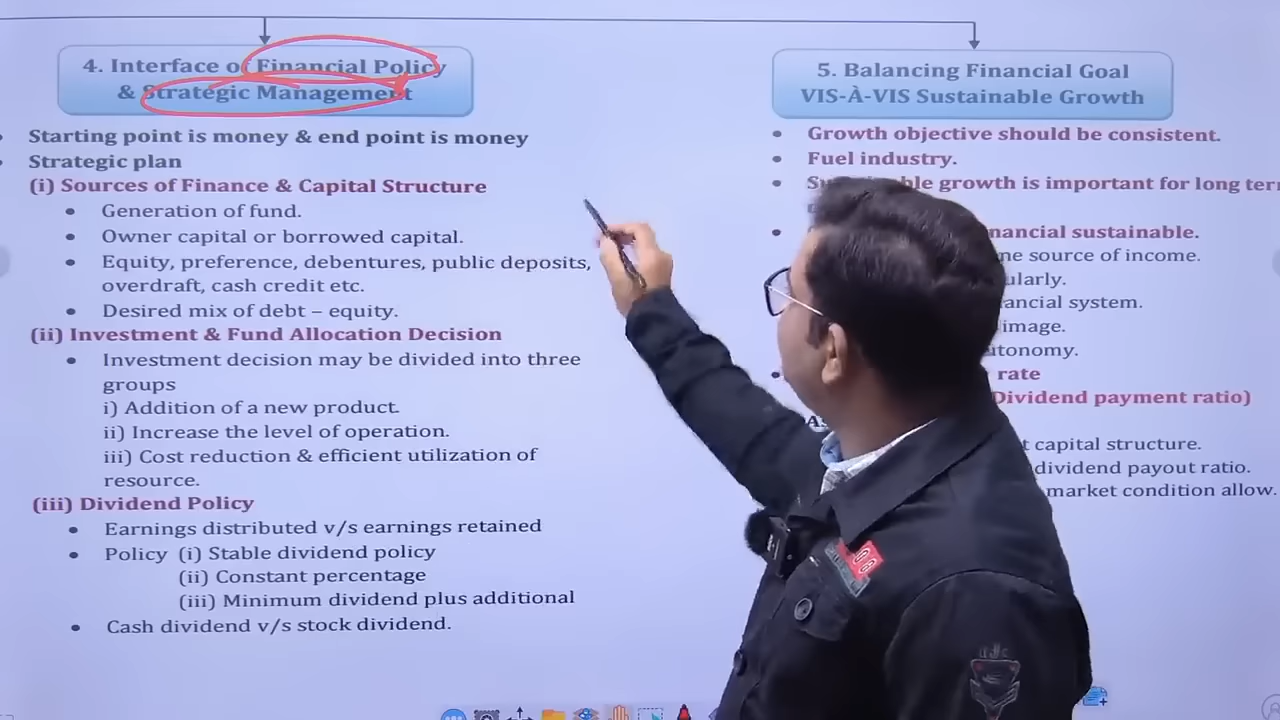 4. Interface of Financial Policy
& Strategic Management
• Starting point is money & end point is money
• Strategic plan
(i) Sources of Finance & Capital Structure
• Generation of fund.
• Owner capital or borrowed capital.
• Equity, preference, debentures, public deposits,
overdraft, cash credit etc.
• Desired mix of debt – equity.
(ii) Investment & Fund Allocation Decision
• Investment decision may be divided into three
groups
i) Addition of a new product.
ii) Increase the level of operation.
iii) Cost reduction & efficient utilization of
resource.
(iii) Dividend Policy
• Earnings distributed v/s earnings retained
• Policy (i) Stable dividend policy
(ii) Constant percentage
(iii) Minimum dividend plus additional
• Cash dividend v/s stock dividend.
5. Balancing Financial Goal
VIS-À-VIS Sustainable Growth
• Growth objective should be consistent.
• Fuel industry.
• growth is important for long
sustainable.
source of income.
system.
image.
rate
Dividend payment ratio)
capital structure.
dividend payout ratio.
market condition allow.